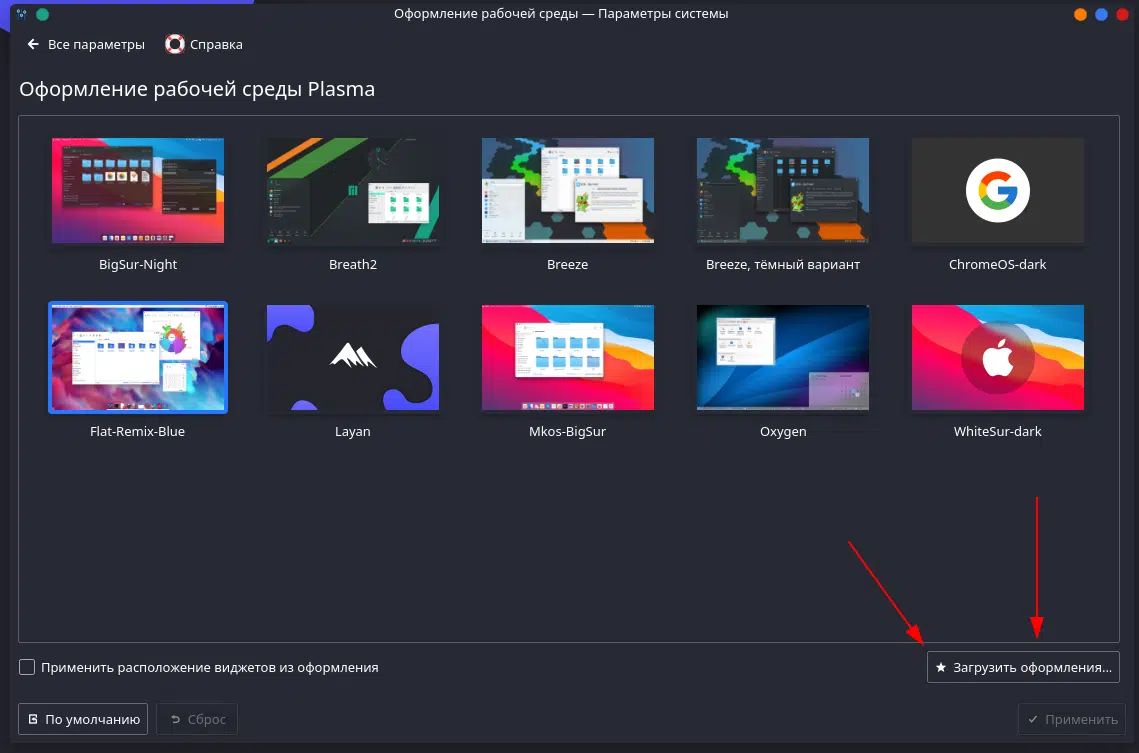 Оформление рабочей среды — Параметры системы
Все параметры Справка
Оформление рабочей среды Plasma
BigSur-Night Breath2 Breeze Breeze, тёмный вариант ChromeOS-dark
Flat-Remix-Blue Layan Mkos-BigSur Oxygen WhiteSur-dark
Применить расположение виджетов из оформления Загрузить оформления...
По умолчанию Сброс Применить